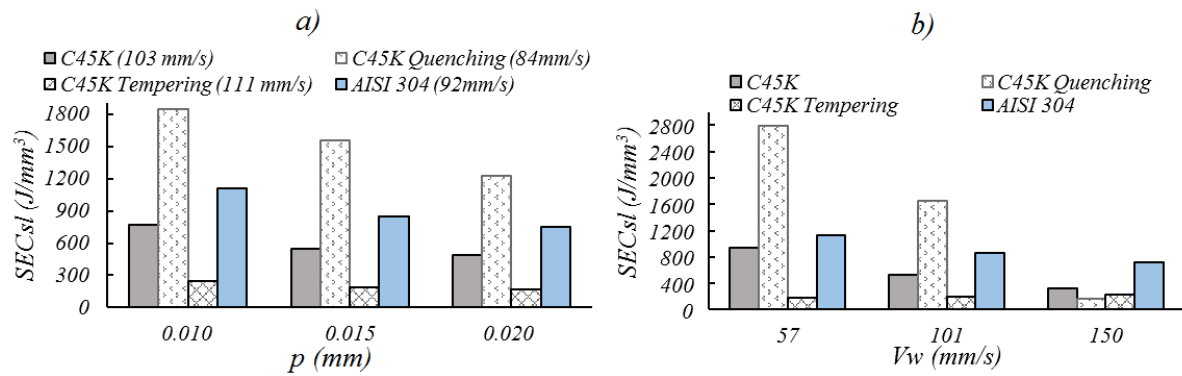 a)
C45K (103 mm/s)
C45K Quenching (84mm/s)
C45K Tempering (111 mm/s)
AISI 304 (92mm/s)
SECsl (J/mm³)
1800
1500
1200
900
600
300
0
0.010
0.015
0.020
p (mm)
b)
C45K
C45K Quenching
C45K Tempering
AISI 304
SECsl (J/mm³)
2800
2400
2000
1600
1200
800
400
0
57
101
150
Vw (mm/s)